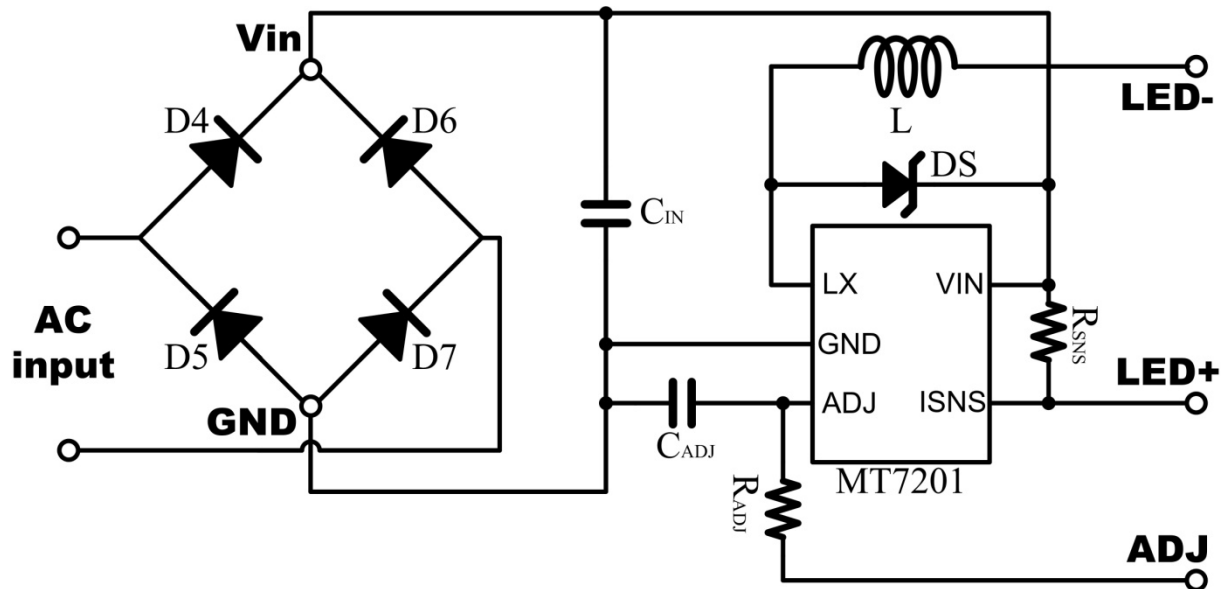 Vin
D4
D6
LED-
L
DS
CIN
AC
input
LX
VIN
RSNS
GND
D5
D7
LED+
GND
ADJ
ISNS
CADJ
MT7201
RADJ
ADJ